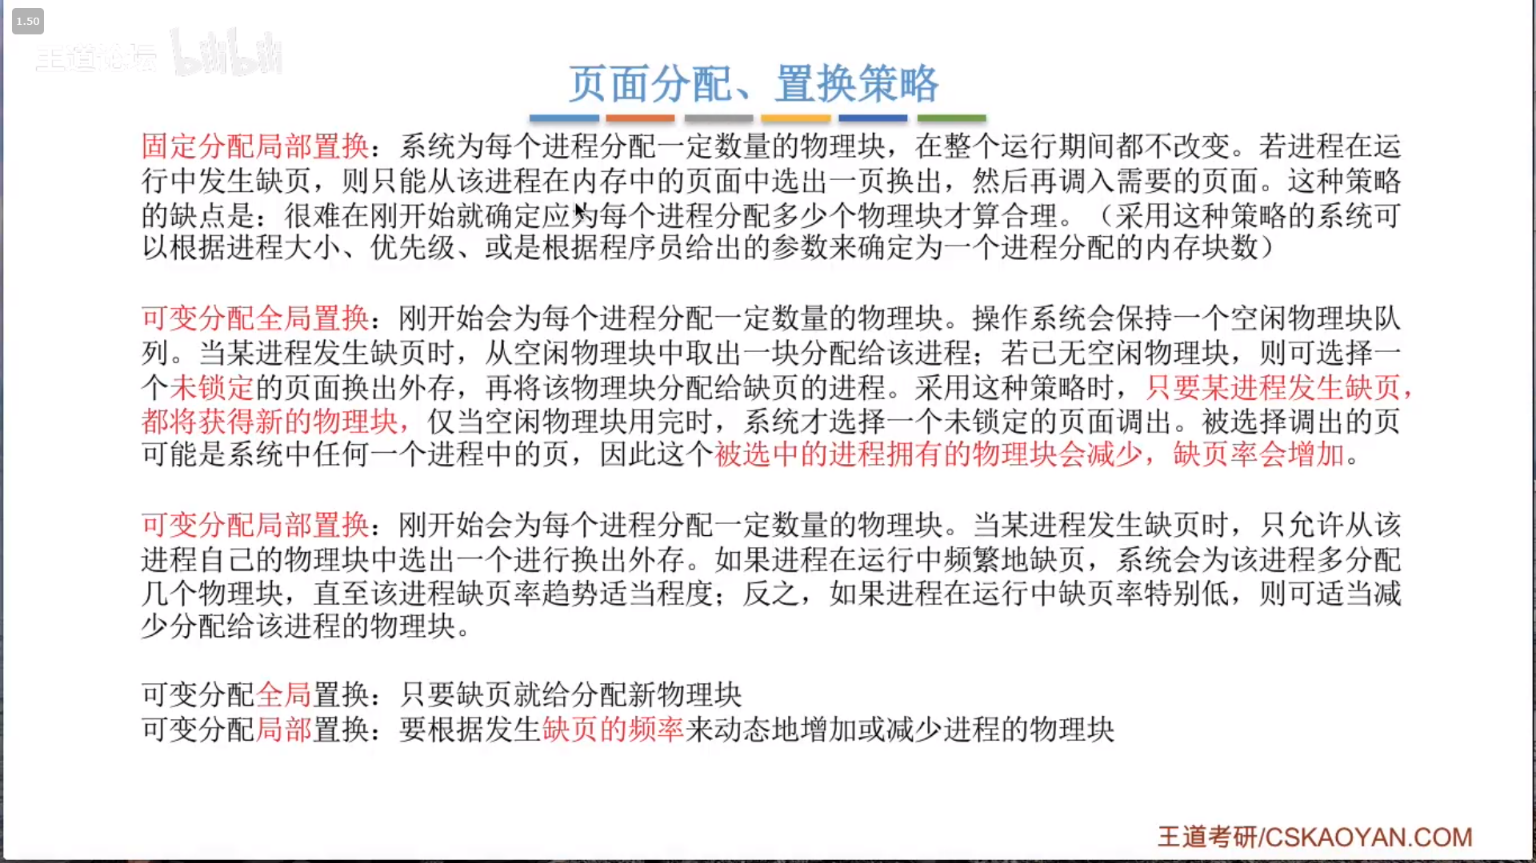 1.50
王道论坛 bilibili
页面分配、置换策略
固定分配局部置换：系统为每个进程分配一定数量的物理块，在整个运行期间都不改变。若进程在运
行中发生缺页，则只能从该进程在内存中的页面中选出一页换出，然后再调入需要的页面。这种策略
的缺点是：很难在刚开始就确定应为每个进程分配多少个物理块才算合理。（采用这种策略的系统可
以根据进程大小、优先级、或是根据程序员给出的参数来确定为一个进程分配的内存块数）
可变分配全局置换：刚开始会为每个进程分配一定数量的物理块。操作系统会保持一个空闲物理块队
列。当某进程发生缺页时，从空闲物理块中取出一块分配给该进程；若已无空闲物理块，则可选择一
个未锁定的页面换出外存，再将该物理块分配给缺页的进程。采用这种策略时，只要某进程发生缺页，
都将获得新的物理块，仅当空闲物理块用完时，系统才选择一个未锁定的页面调出。被选择调出的页
可能是系统中任何一个进程中的页，因此这个被选中的进程拥有的物理块会减少，缺页率会增加。
可变分配局部置换：刚开始会为每个进程分配一定数量的物理块。当某进程发生缺页时，只允许从该
进程自己的物理块中选出一个进行换出外存。如果进程在运行中频繁地缺页，系统会为该进程多分配
几个物理块，直至该进程缺页率趋势适当程度；反之，如果进程在运行中缺页率特别低，则可适当减
少分配给该进程的物理块。
可变分配全局置换：只要缺页就给分配新物理块
可变分配局部置换：要根据发生缺页的频率来动态地增加或减少进程的物理块
王道考研/CSKAOYAN.COM